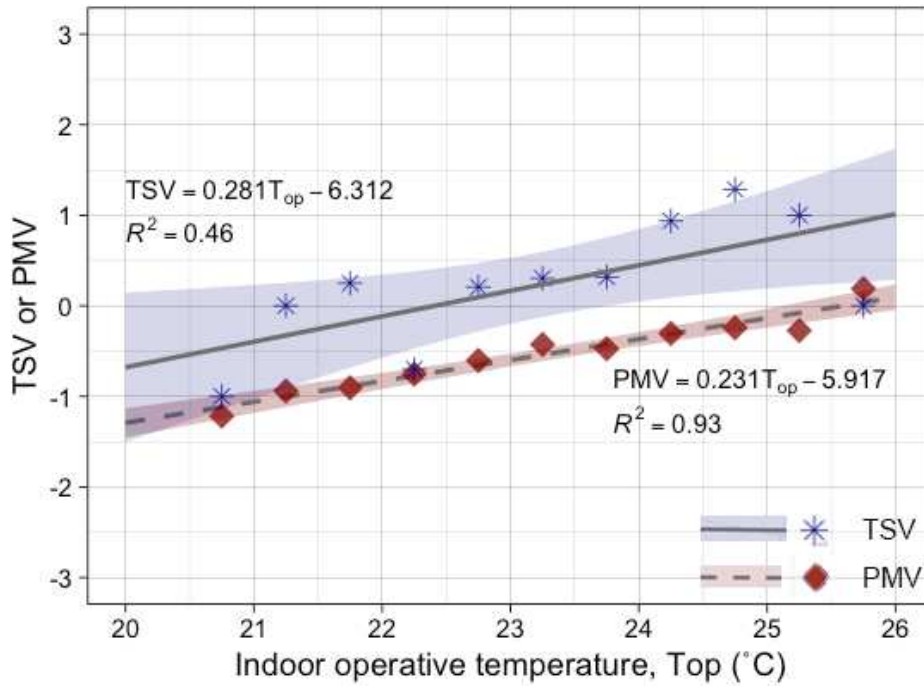 3
2
1
0
-1
-2
-3
TSV or PMV
TSV = 0.281T_op − 6.312
R² = 0.46
PMV = 0.231T_op − 5.917
R² = 0.93
TSV
PMV
20 21 22 23 24 25 26
Indoor operative temperature, Top (°C)